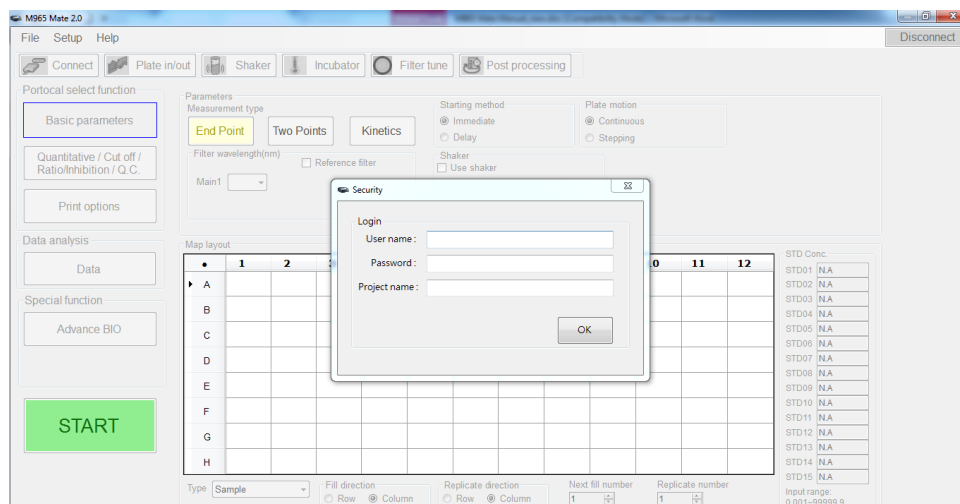 M965 Mate 2.0
File Setup Help
Disconnect
Connect Plate in/out Shaker Incubator Filter tune Post processing
Portocal select function
Basic parameters
Quantitative / Cut off /
Ratio/Inhibition / Q.C.
Print options
Data analysis
Data
Special function
Advance BIO
START
Parameters
Measurement type
End Point Two Points Kinetics
Filter wavelength(nm)
Reference filter
Main1
Starting method
Immediate
Delay
Plate motion
Continuous
Stepping
Shaker
Use shaker
Security
Login
User name :
Password :
Project name :
OK
Map layout
1 2 11 12
A
B
C
D
E
F
G
H
STD Conc.
STD01 N.A
STD02 N.A
STD03 N.A
STD04 N.A
STD05 N.A
STD06 N.A
STD07 N.A
STD08 N.A
STD09 N.A
STD10 N.A
STD11 N.A
STD12 N.A
STD13 N.A
STD14 N.A
STD15 N.A
Input range:
0.001~99999.9
Type Sample
Fill direction
Row Column
Replicate direction
Row Column
Next fill number
1
Replicate number
1